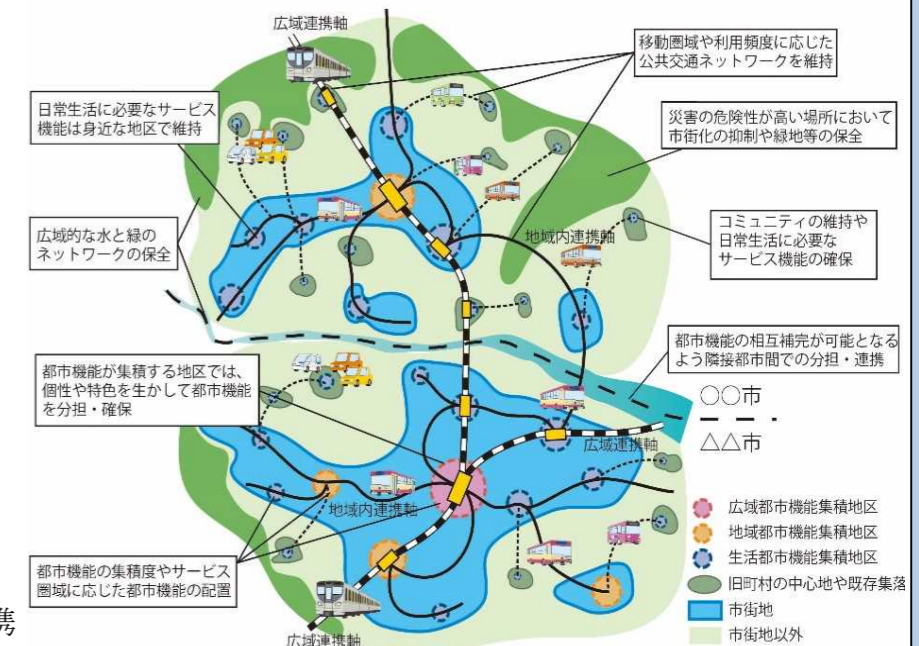 広域連携軸
移動圏域や利用頻度に応じた
公共交通ネットワークを維持
日常生活に必要なサービス
機能は身近な地区で維持
災害の危険性が高い場所において
市街化の抑制や緑地等の保全
広域的な水と緑の
ネットワークの保全
地域内連携軸
コミュニティの維持や
日常生活に必要な
サービス機能の確保
都市機能の相互補完が可能となる
よう隣接都市間での分担・連携
都市機能が集積する地区では、
個性や特色を生かして都市機能
を分担・確保
○○市
△△市
広域連携軸
地域内連携軸
広域都市機能集積地区
地域都市機能集積地区
生活都市機能集積地区
旧町村の中心地や既存集落
市街地
市街地以外
都市機能の集積度やサービス
圏域に応じた都市機能の配置
広域連携軸
携